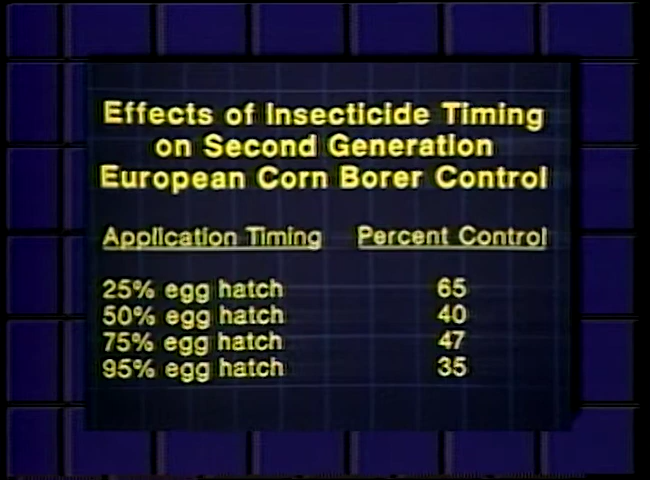 Effects of Insecticide Timing
on Second Generation
European Corn Borer Control
Application Timing Percent Control
25% egg hatch 65
50% egg hatch 40
75% egg hatch 47
95% egg hatch 35